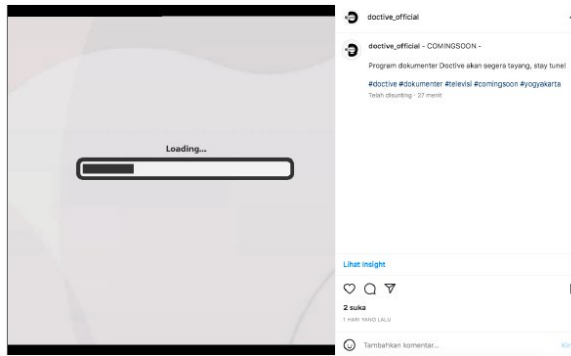 doctive_official
doctive_official - COMINGSOON -
Program dokumenter Doctive akan segera tayang, stay tune!
#doctive #dokumenter #televisi #comingsoon #yogyakarta
Telah disunting · 27 menit
Loading...
Lihat Insight
2 suka
1 HARI YANG LALU
Tambahkan komentar...